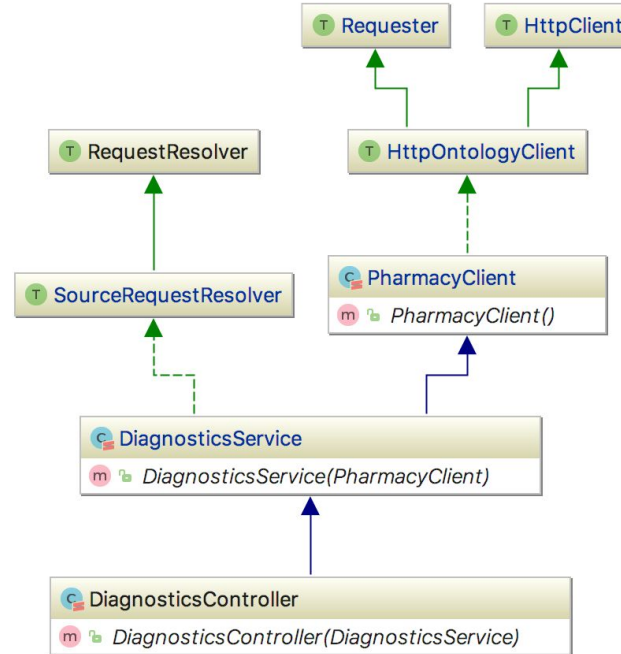 T Requester
T HttpClient
T RequestResolver
T HttpOntologyClient
C PharmacyClient
m PharmacyClient()
T SourceRequestResolver
C DiagnosticsService
m DiagnosticsService(PharmacyClient)
C DiagnosticsController
m DiagnosticsController(DiagnosticsService)